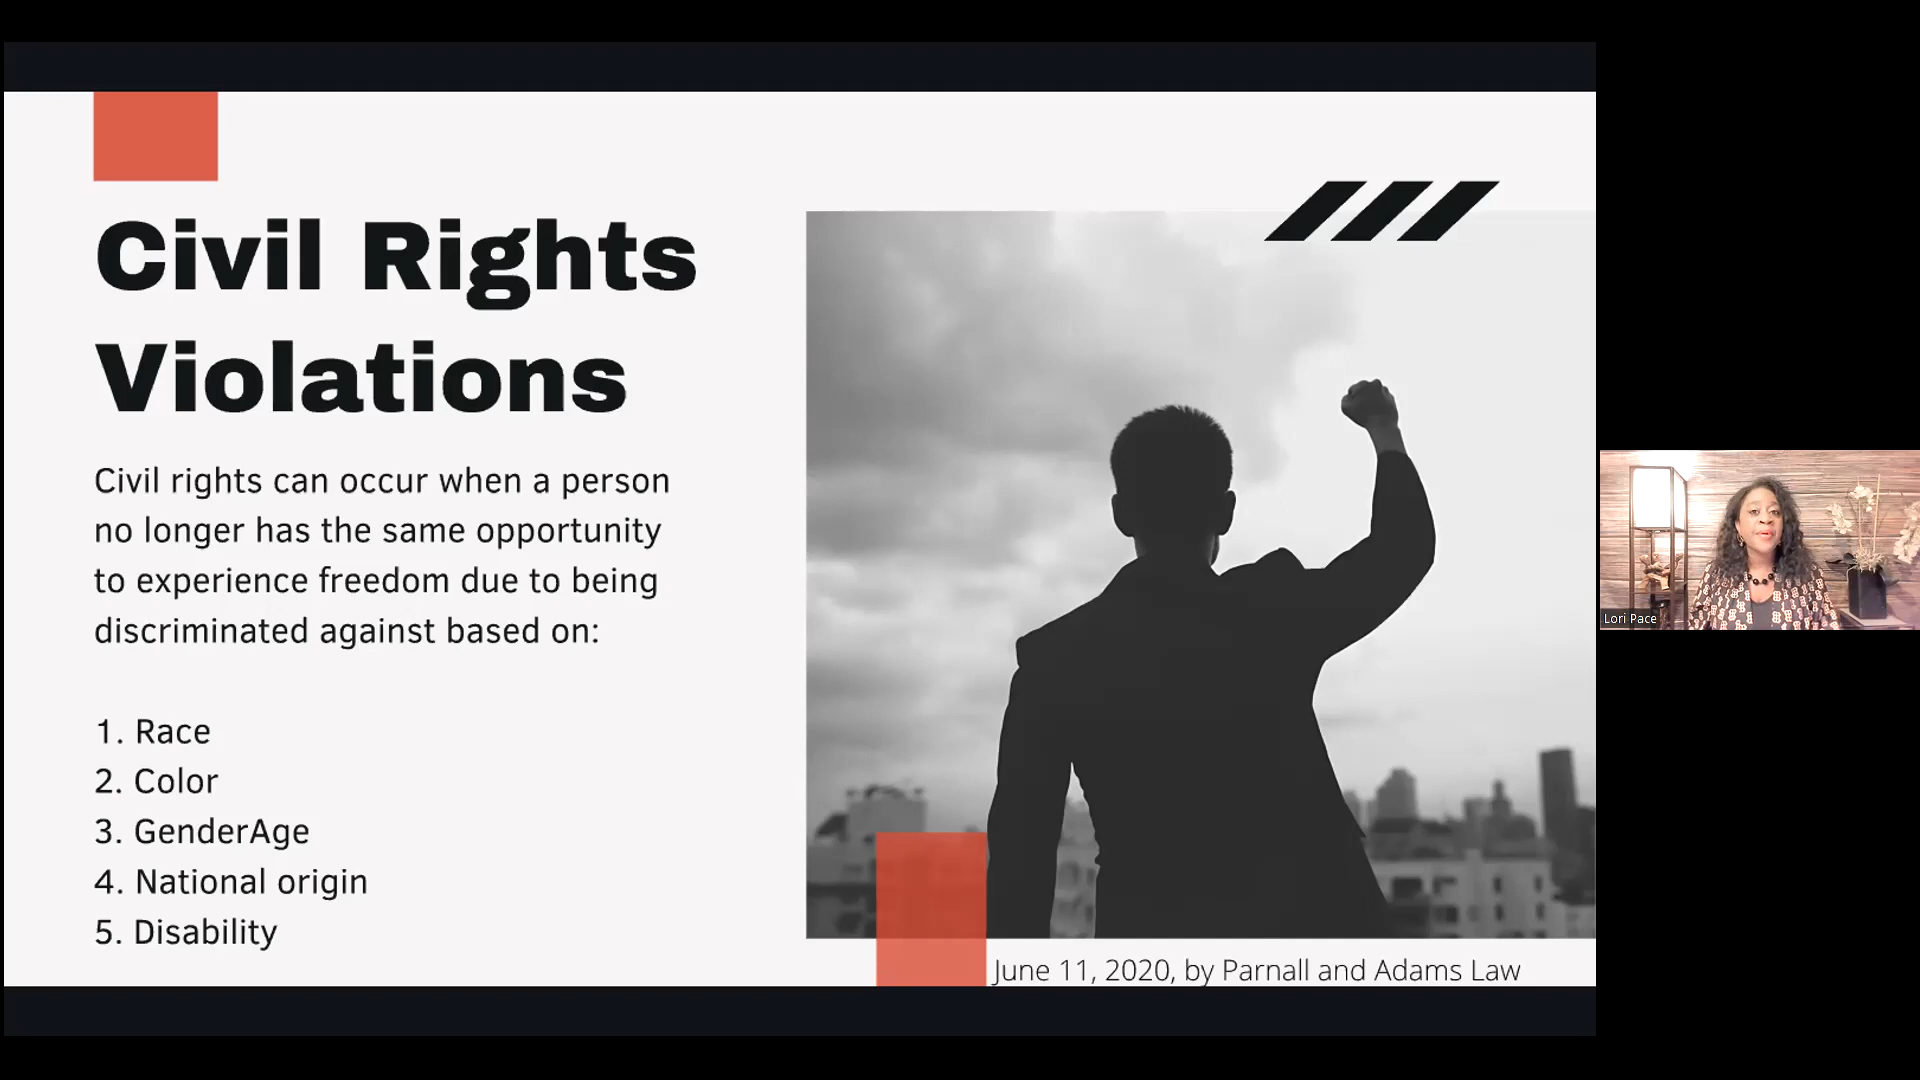 Civil Rights
Violations
Civil rights can occur when a person
no longer has the same opportunity
to experience freedom due to being
discriminated against based on:
1. Race
2. Color
3. GenderAge
4. National origin
5. Disability
June 11, 2020, by Parnall and Adams Law
Lori Pace